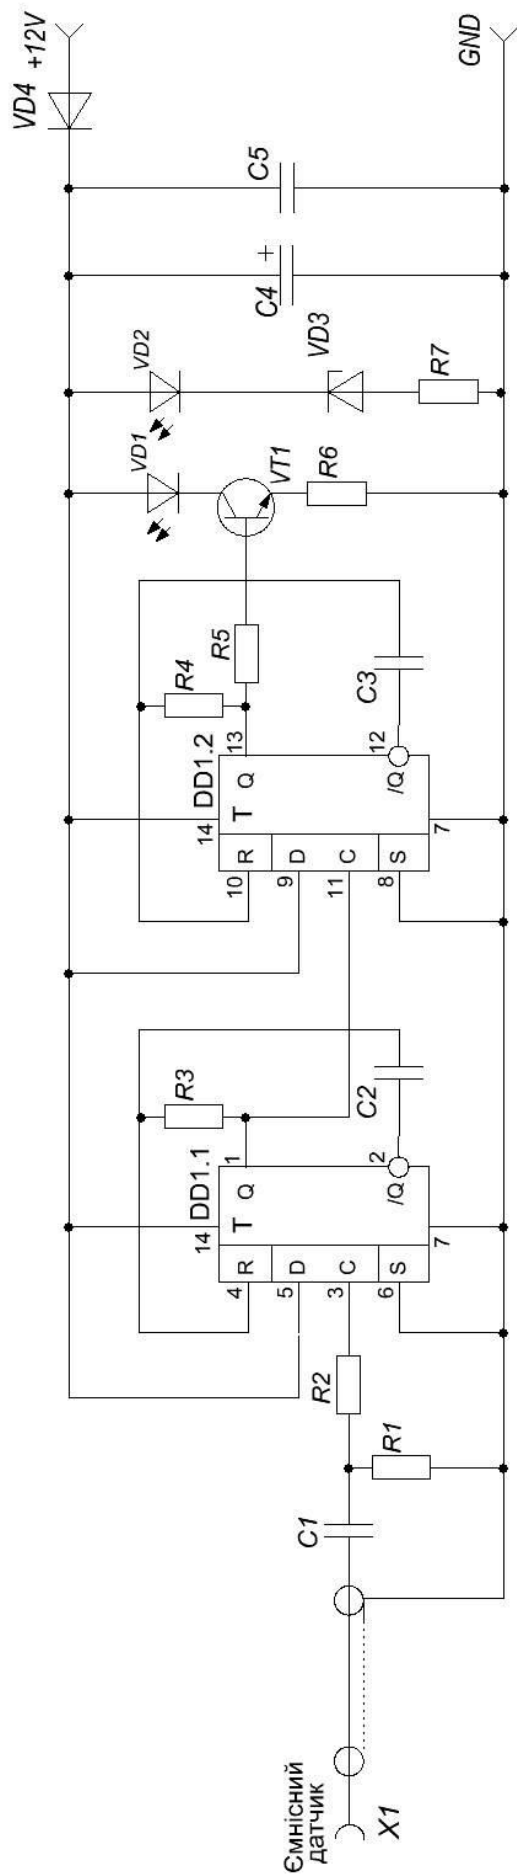 Ємнісний
датчик
X1
C1
R1
R2
DD1.1
T
14
R
4
D
5
C
3
S
6
Q
1
/Q
2
7
R3
C2
DD1.2
T
14
R
10
D
9
C
11
S
8
Q
13
/Q
12
7
R4
R5
C3
VD1
VT1
R6
VD2
VD3
R7
+
C4
C5
VD4
+12V
GND